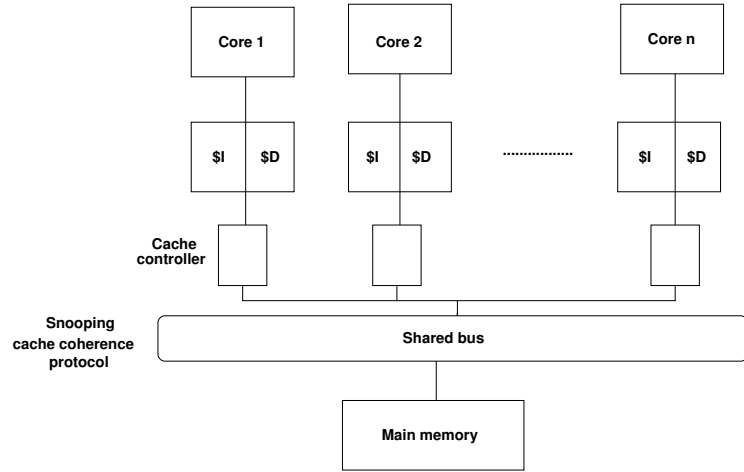 Core 1
Core 2
Core n
$I
$D
$I
$D
.................
$I
$D
Cache
controller
Snooping
cache coherence
protocol
Shared bus
Main memory